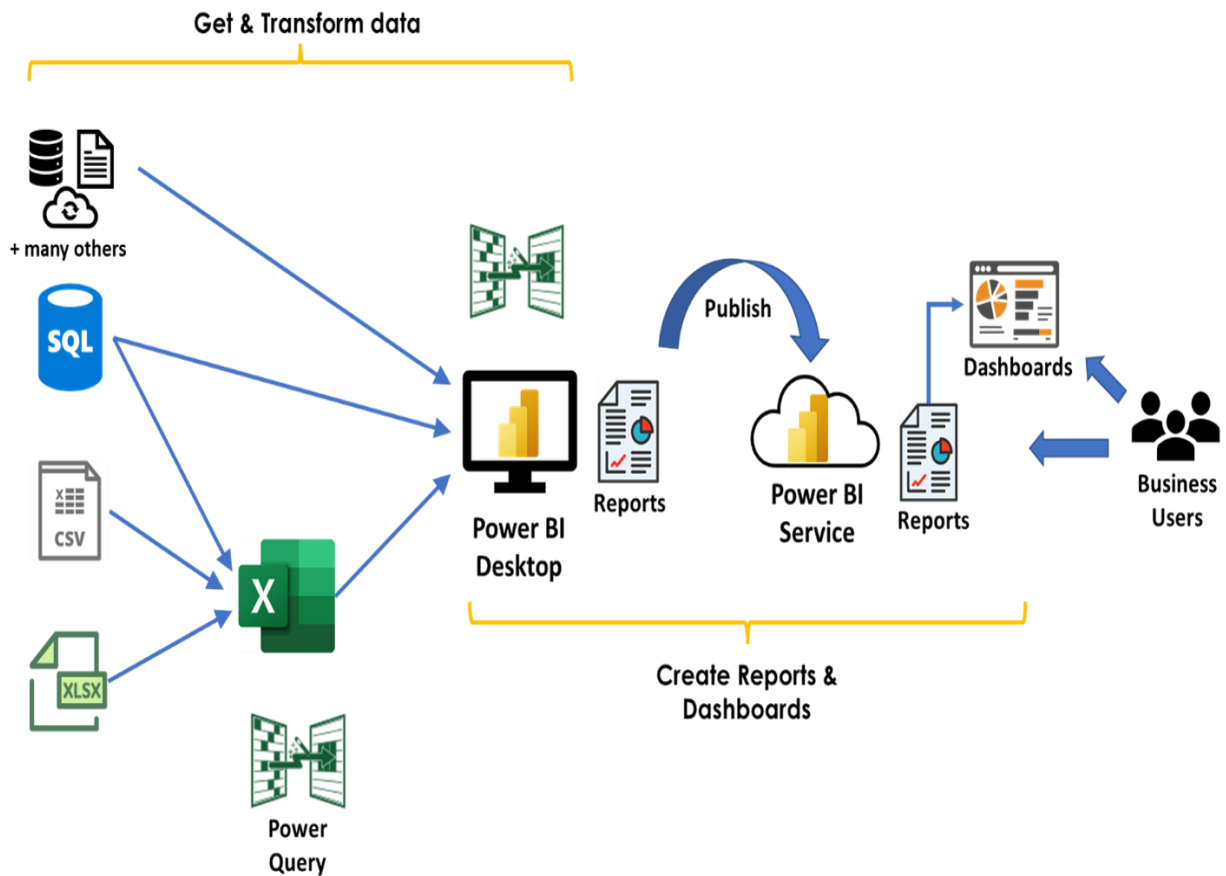 Get & Transform data
+ many others
SQL
CSV
X
XLSX
X
Power
Query
Power BI
Desktop
Reports
Publish
Power BI
Service
Reports
Dashboards
Business
Users
Create Reports &
Dashboards